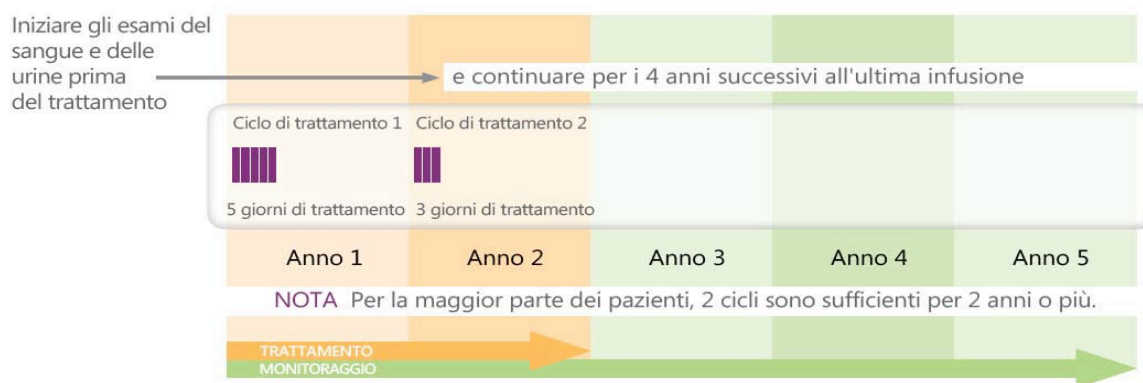 Iniziare gli esami del
sangue e delle
urine prima
del trattamento
e continuare per i 4 anni successivi all'ultima infusione
Ciclo di trattamento 1 Ciclo di trattamento 2
5 giorni di trattamento 3 giorni di trattamento
Anno 1 Anno 2 Anno 3 Anno 4 Anno 5
NOTA Per la maggior parte dei pazienti, 2 cicli sono sufficienti per 2 anni o più.
TRATTAMENTO
MONITORAGGIO